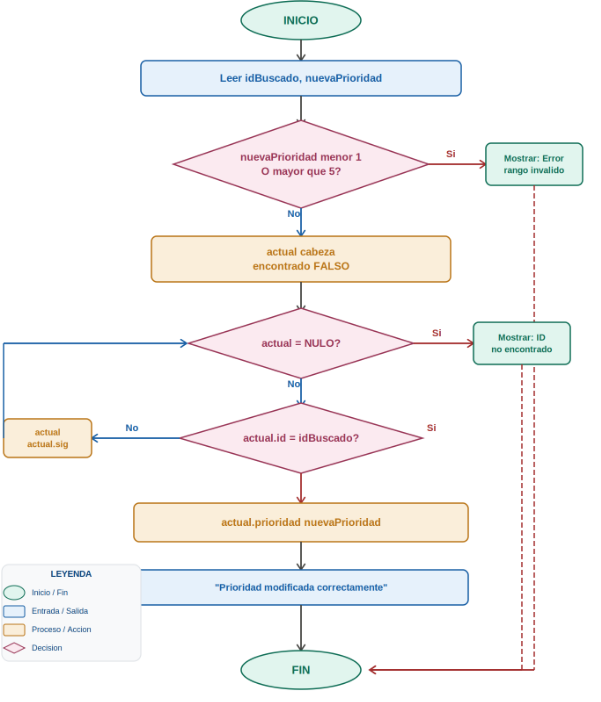 INICIO
Leer idBuscado, nuevaPrioridad
nuevaPrioridad menor 1
O mayor que 5?
Si
Mostrar: Error
rango invalido
No
actual cabeza
encontrado FALSO
actual = NULO?
Si
Mostrar: ID
no encontrado
No
actual.id = idBuscado?
Si
No
actual
actual.sig
actual.prioridad nuevaPrioridad
"Prioridad modificada correctamente"
LEYENDA
Inicio / Fin
Entrada / Salida
Proceso / Accion
Decision
FIN